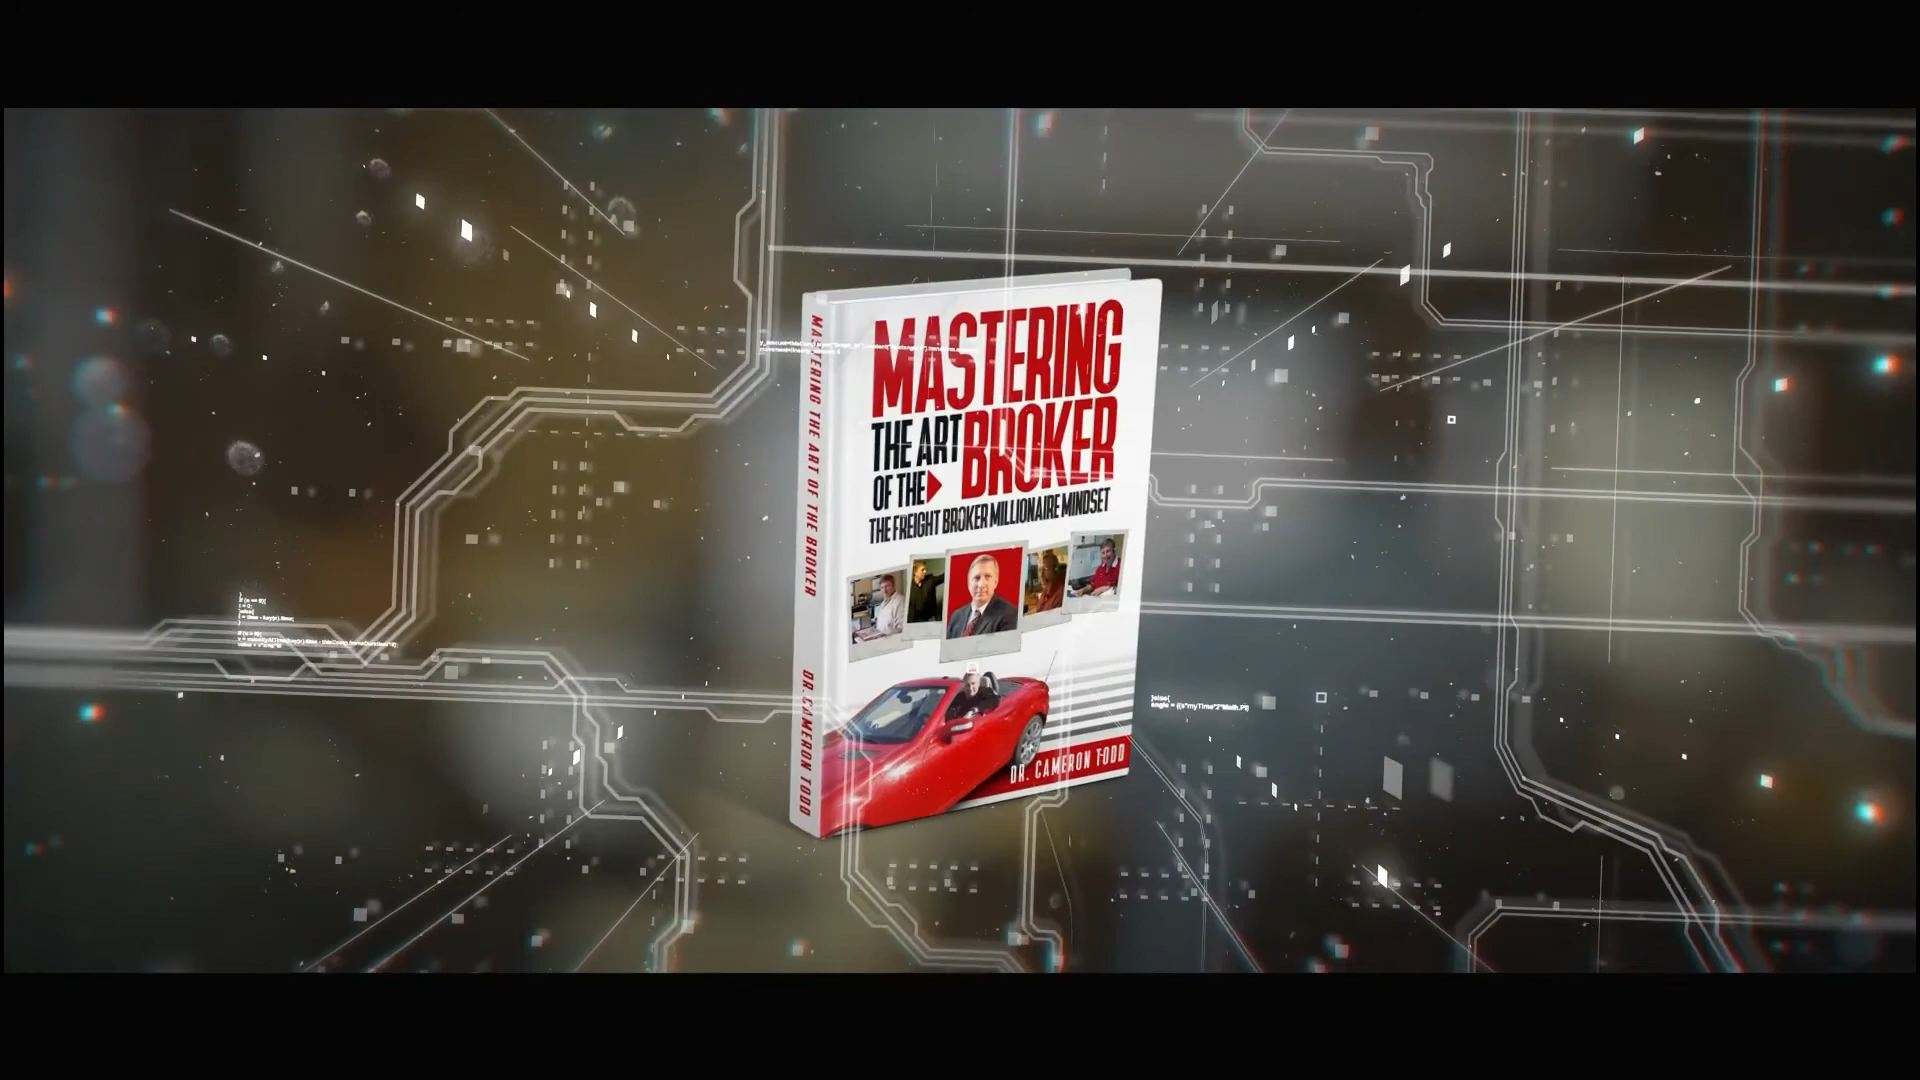 MASTERING
THE ART
OF THE
BROKER
THE FREIGHT BROKER MILLIONAIRE MINDSET
DR. CAMERON TODD
MASTERING THE ART OF THE BROKER
DR. CAMERON TODD
}else{